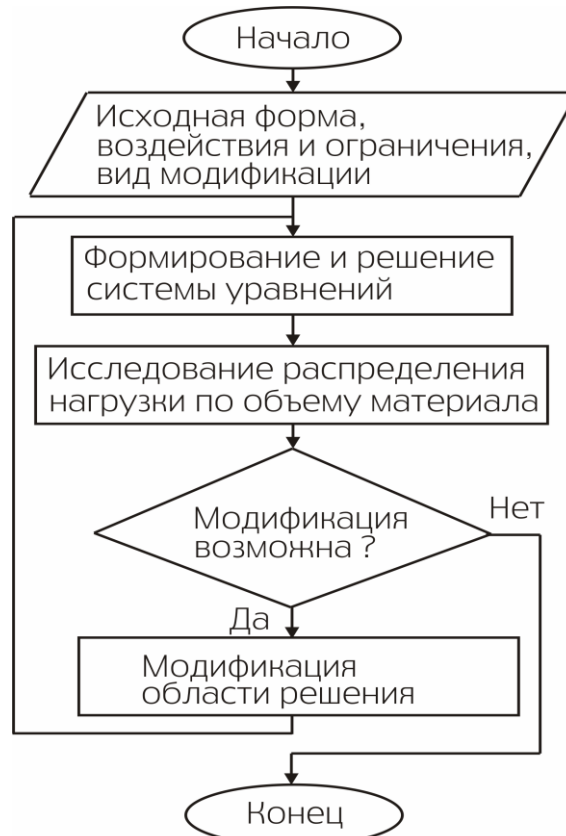 Начало
Исходная форма,
воздействия и ограничения,
вид модификации
Формирование и решение
системы уравнений
Исследование распределения
нагрузки по объему материала
Модификация
возможна ?
Нет
Да
Модификация
области решения
Конец